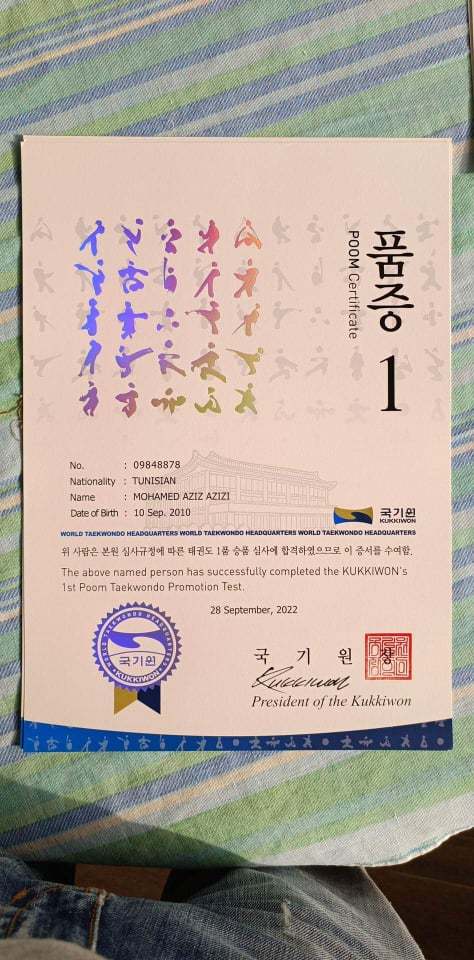 품증
POOM Certificate
1
No. : 09848878
Nationality : TUNISIAN
Name : MOHAMED AZIZ AZIZI
Date of Birth : 10 Sep. 2010
국기원
KUKKIWON
WORLD TAEKWONDO HEADQUARTERS WORLD TAEKWONDO HEADQUARTERS WORLD TAEKWONDO HEADQUARTERS
위 사람은 본원 심사규정에 따른 태권도 1품 승품 심사에 합격하였으므로 이 증서를 수여함.
The above named person has successfully completed the KUKKIWON's
1st Poom Taekwondo Promotion Test.
28 September, 2022
WORLD TAEKWONDO HEADQUARTERS
국기원
KUKKIWON
국 기 원 장
Kukkiwon
President of the Kukkiwon